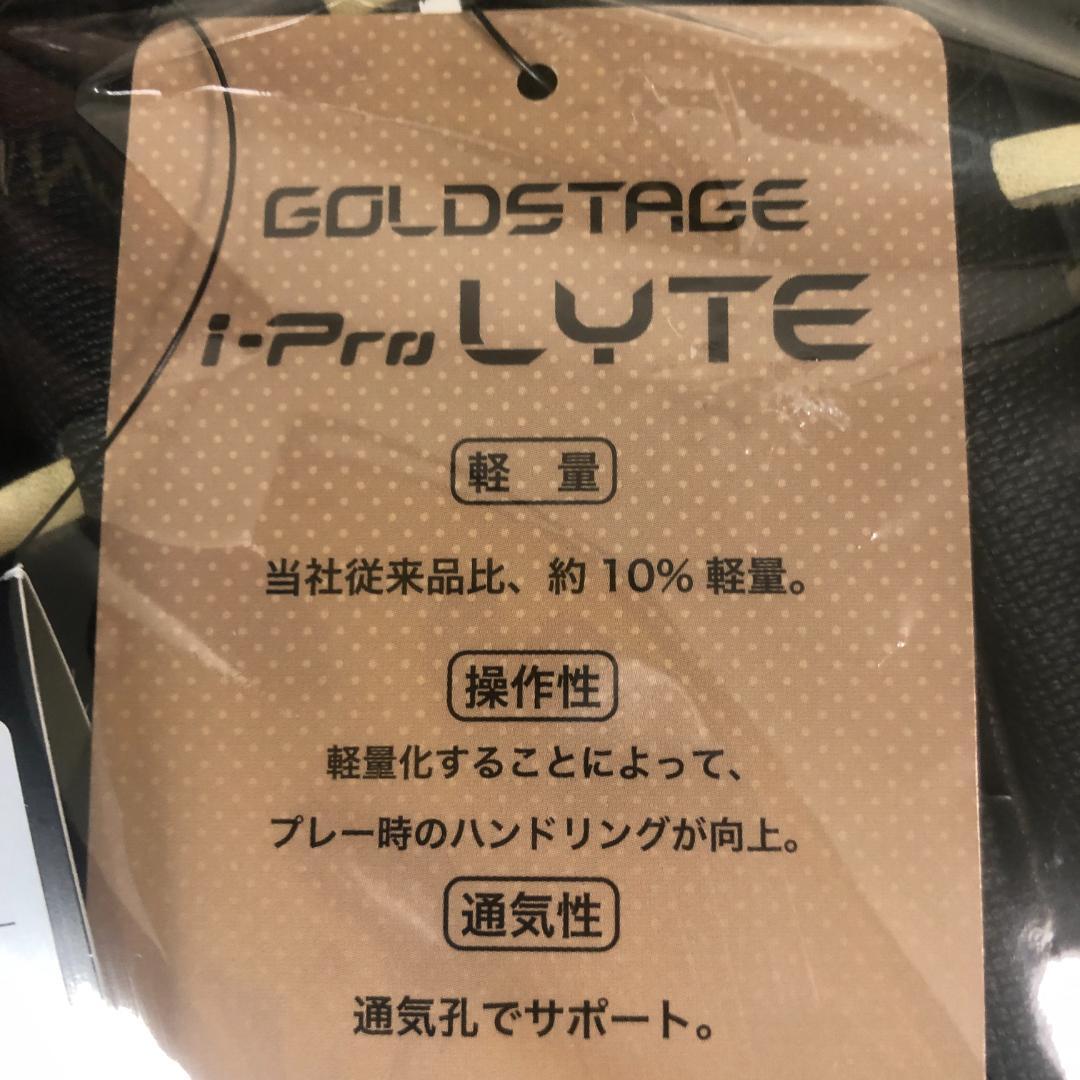 GOLDSTAGE
i-Pro LYTE
軽　量
当社従来品比、約 10% 軽量。
操作性
軽量化することによって、
プレー時のハンドリングが向上。
通気性
通気孔でサポート。